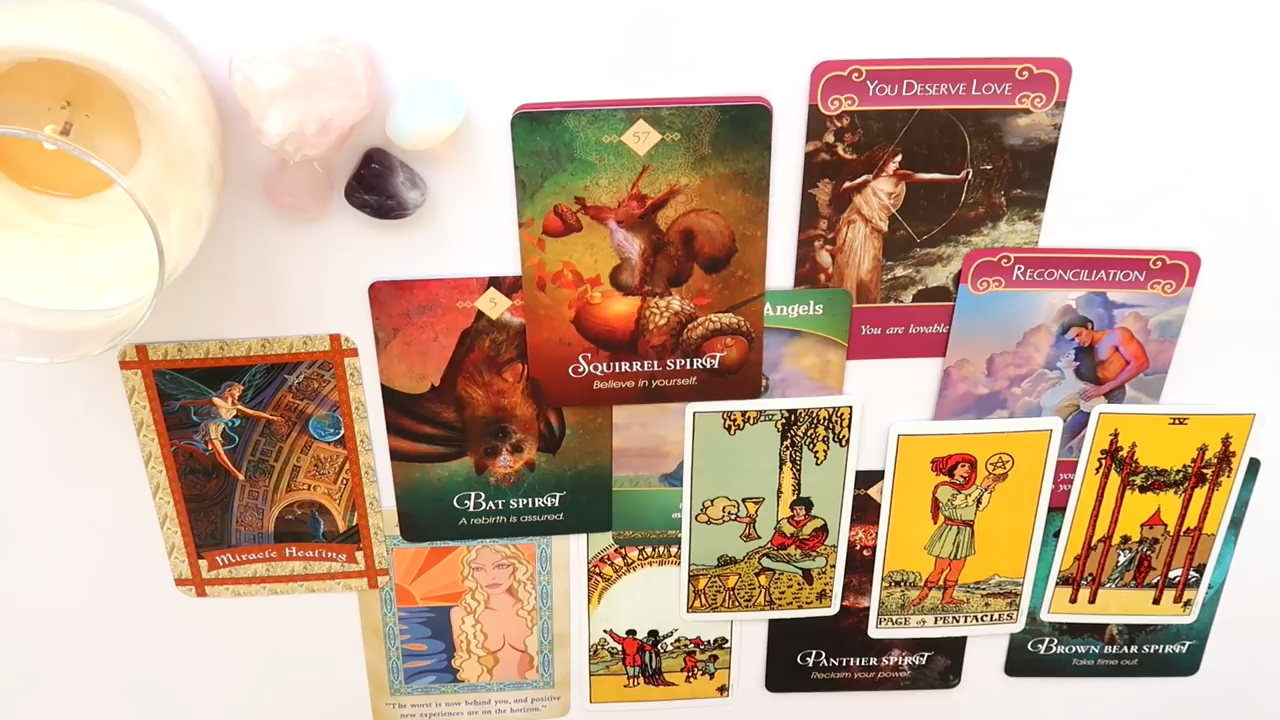 YOU DESERVE LOVE
You are lovable
57
SQUIRREL SPIRIT
Believe in yourself.
RECONCILIATION
5
BAT SPIRIT
A rebirth is assured.
Angels
Miracle Healing
IV
PAGE of PENTACLES.
PANTHER SPIRIT
Reclaim your power.
BROWN BEAR SPIRIT
Take time out.
"The worst is now behind you, and positive
new experiences are on the horizon."